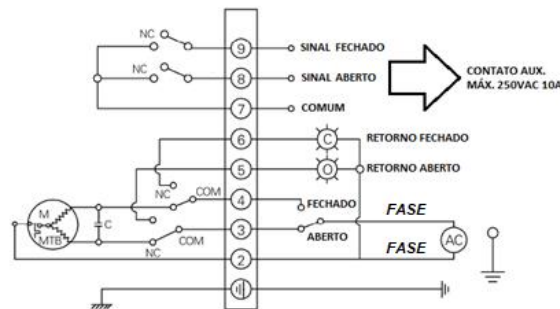 NC
9
SINAL FECHADO
NC
8
SINAL ABERTO
7
COMUM
CONTATO AUX.
MÁX. 250VAC 10A
6
C
RETORNO FECHADO
5
O
RETORNO ABERTO
NC
COM
4
FECHADO
FASE
M
C
MTB
NC
COM
3
ABERTO
AC
2
FASE